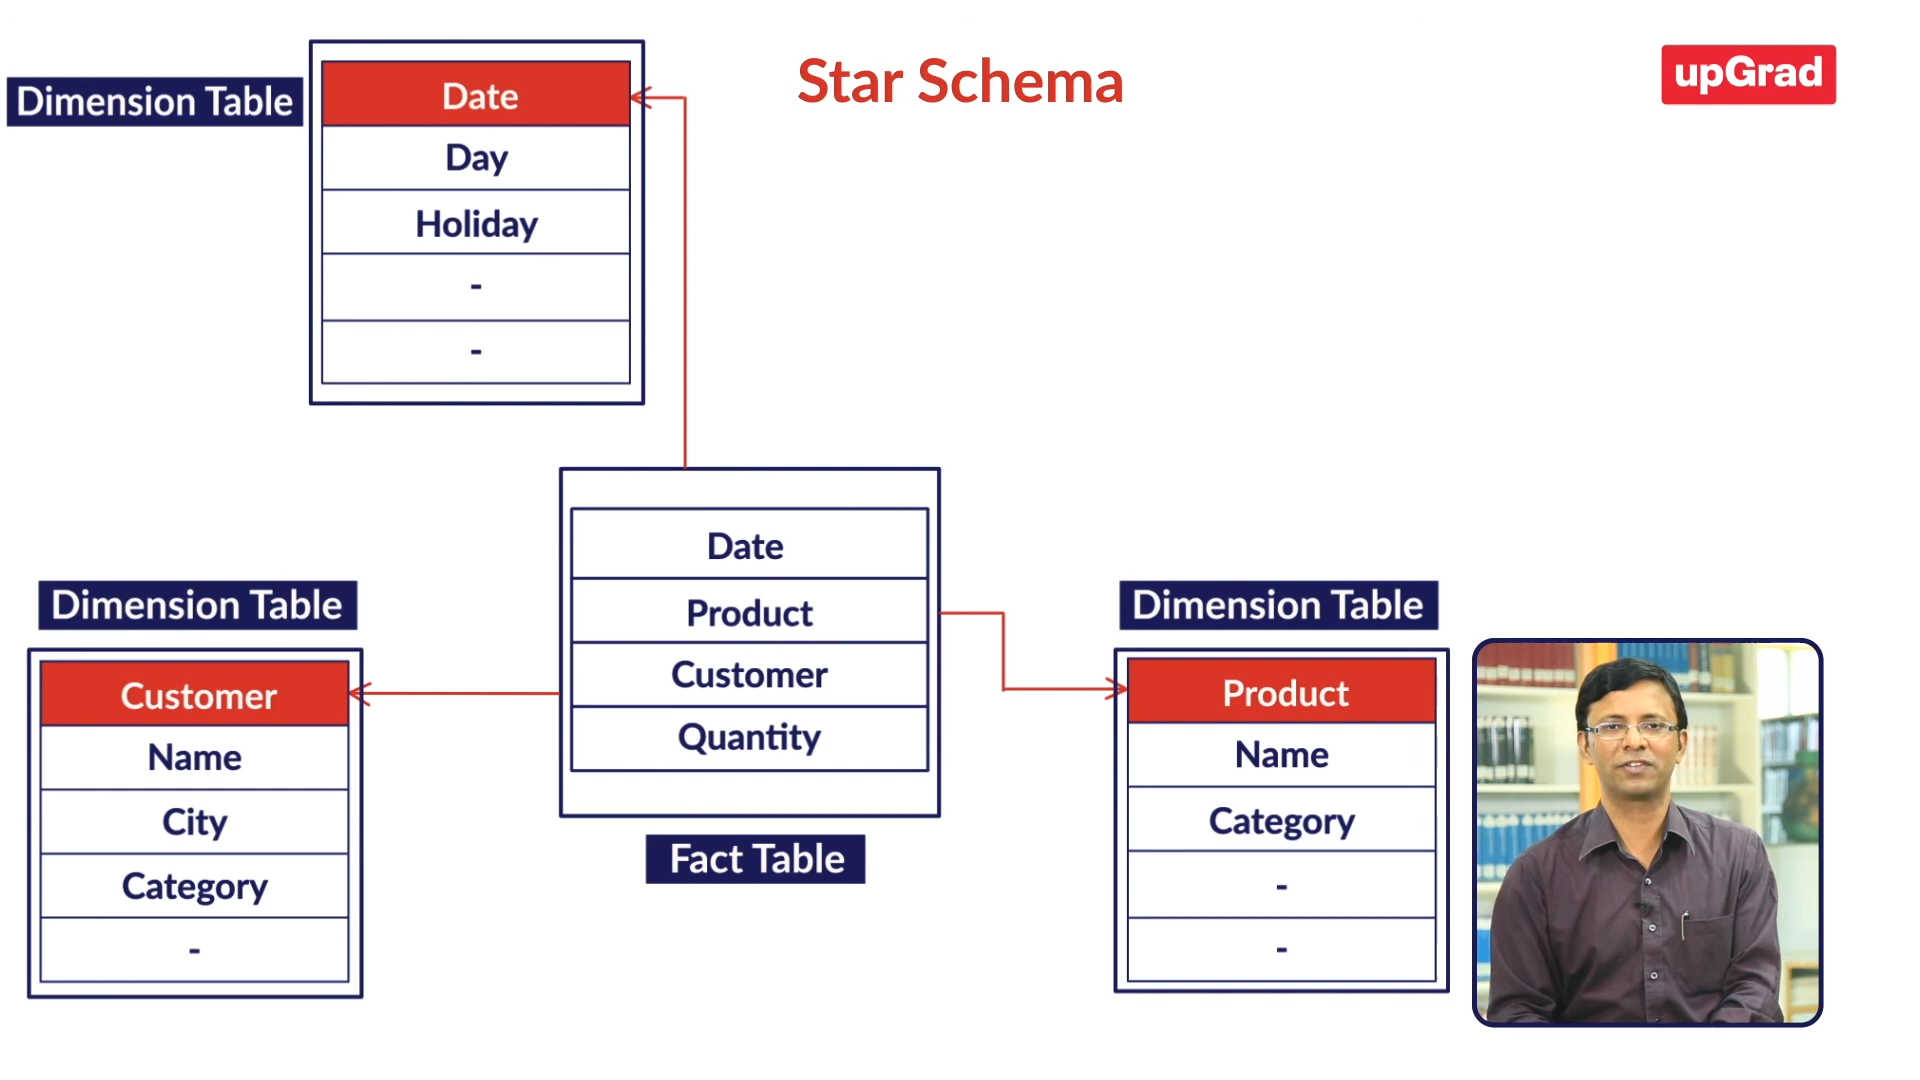 Star Schema
upGrad
Dimension Table
Date
Day
Holiday
-
-
Date
Product
Customer
Quantity
Fact Table
Dimension Table
Customer
Name
City
Category
-
Dimension Table
Product
Name
Category
-
-